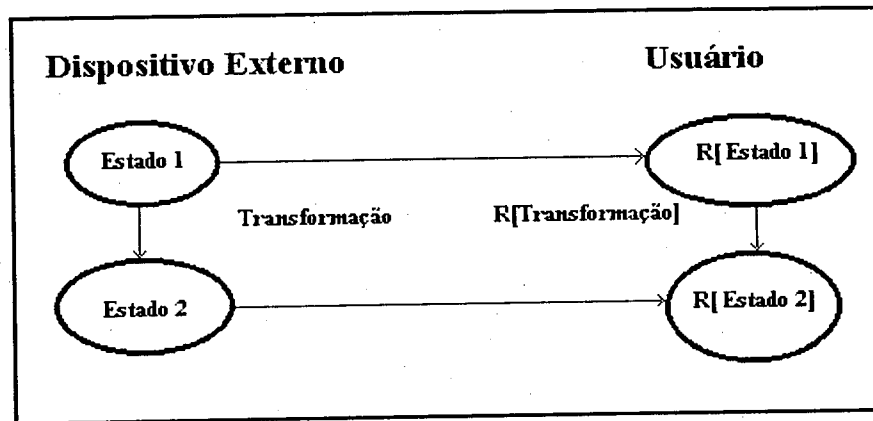 Dispositivo Externo
Usuário
Estado 1
R[ Estado 1]
Transformação
R[Transformação]
Estado 2
R[ Estado 2]